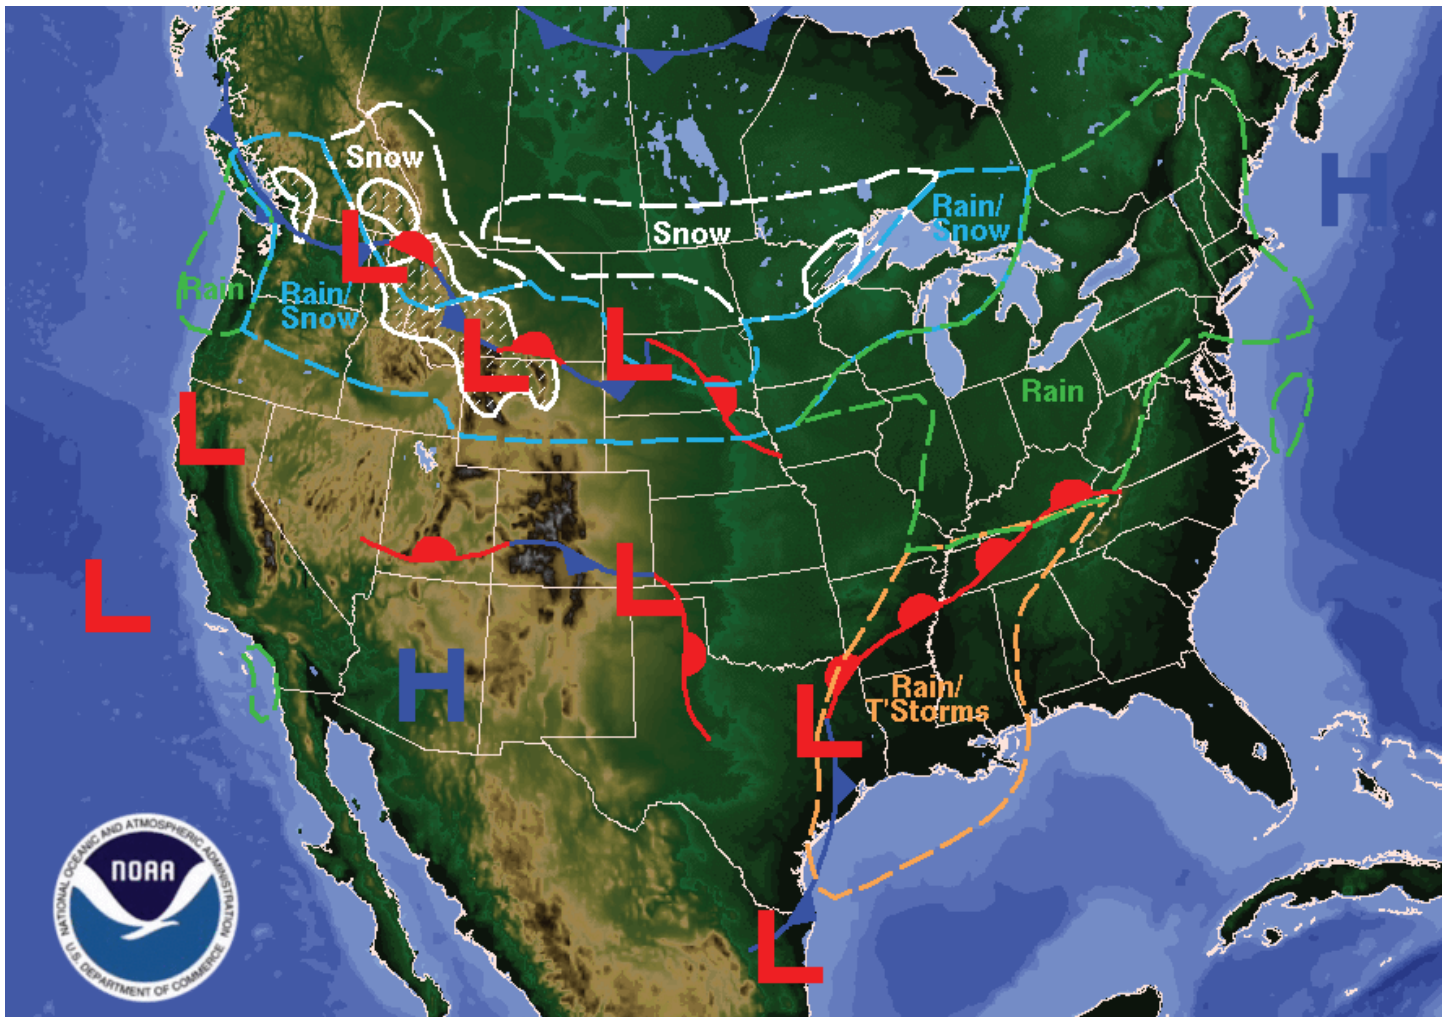 Snow
H
Rain/
Snow
Snow
L
Rain
Rain/
Snow
L
L
Rain
L
L
L
H
Rain/
T'Storms
L
L
NATIONAL OCEANIC AND ATMOSPHERIC ADMINISTRATION
NOAA
U.S. DEPARTMENT OF COMMERCE